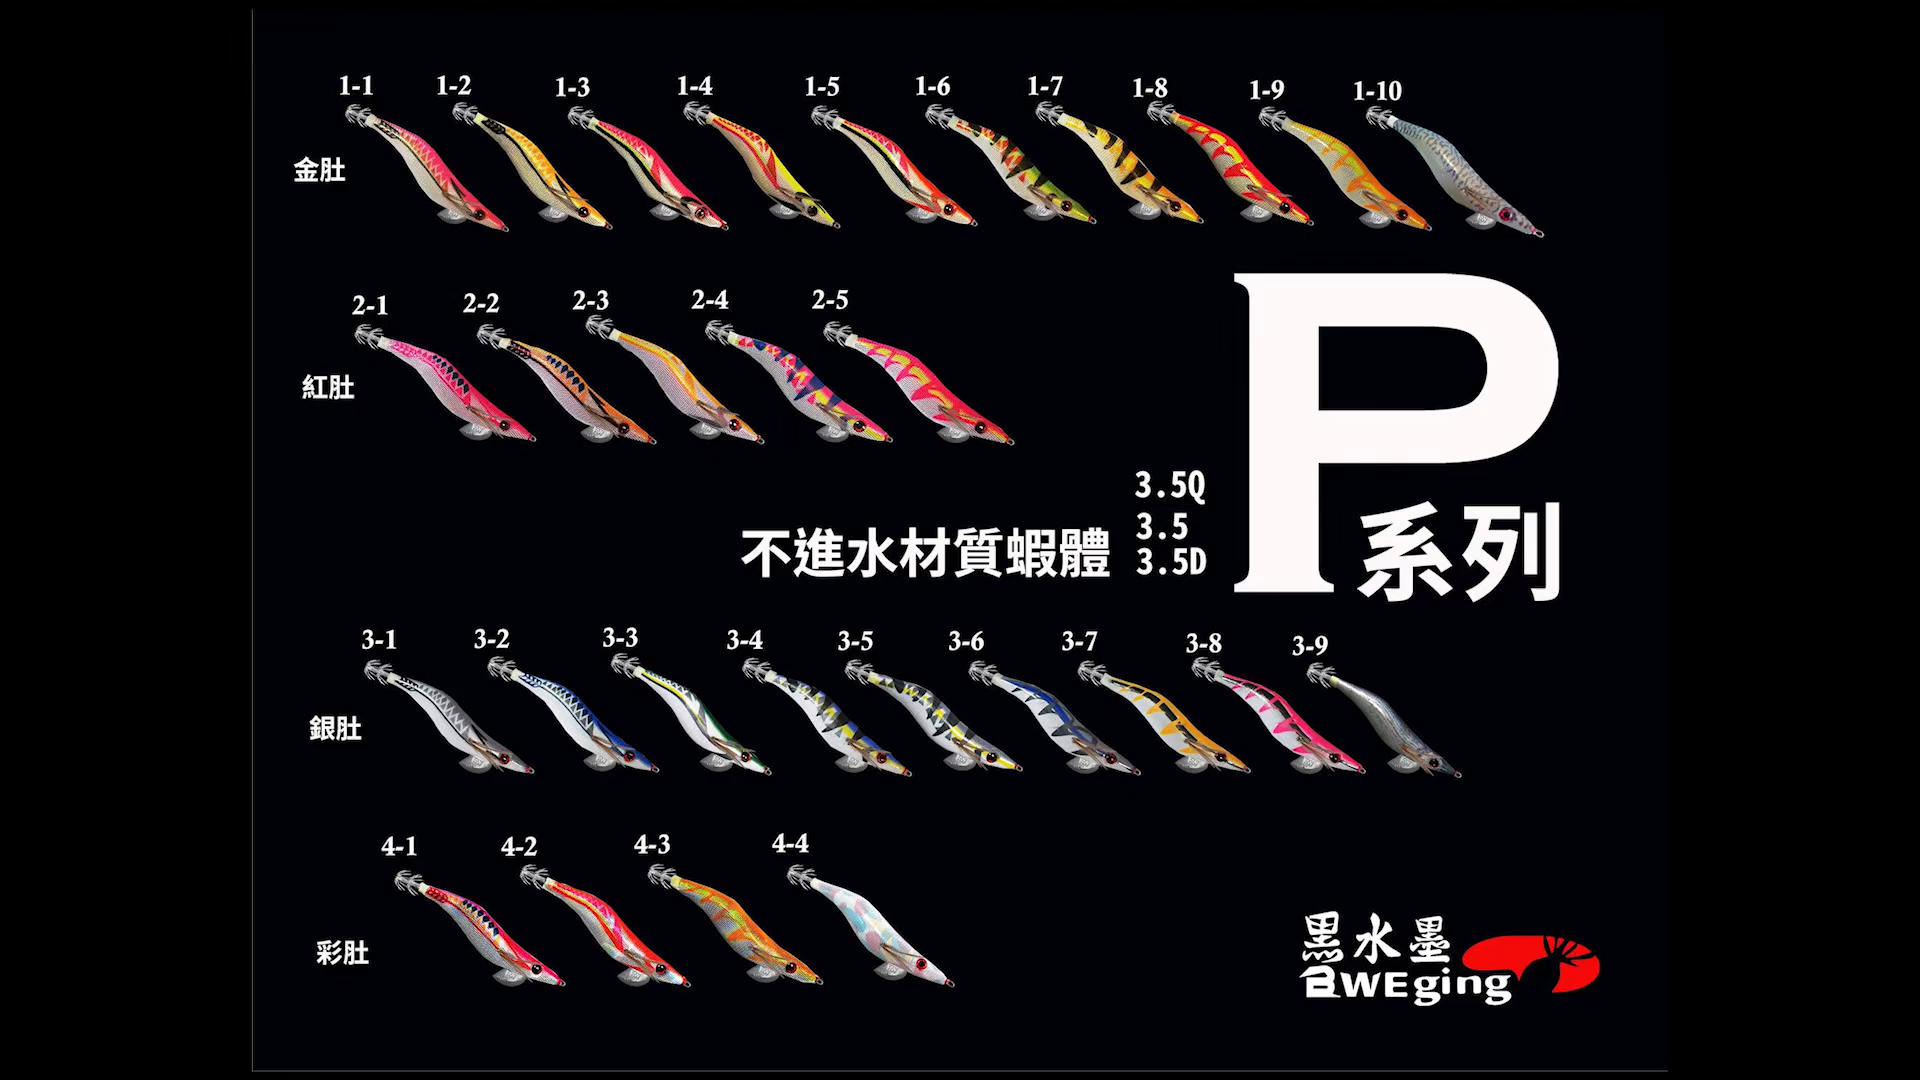 1-1 1-2 1-3 1-4 1-5 1-6 1-7 1-8 1-9 1-10
金肚
2-1 2-2 2-3 2-4 2-5
紅肚
P系列
3.5Q
3.5
3.5D
不進水材質蝦體
3-1 3-2 3-3 3-4 3-5 3-6 3-7 3-8 3-9
銀肚
4-1 4-2 4-3 4-4
彩肚
黑水墨
BWEging